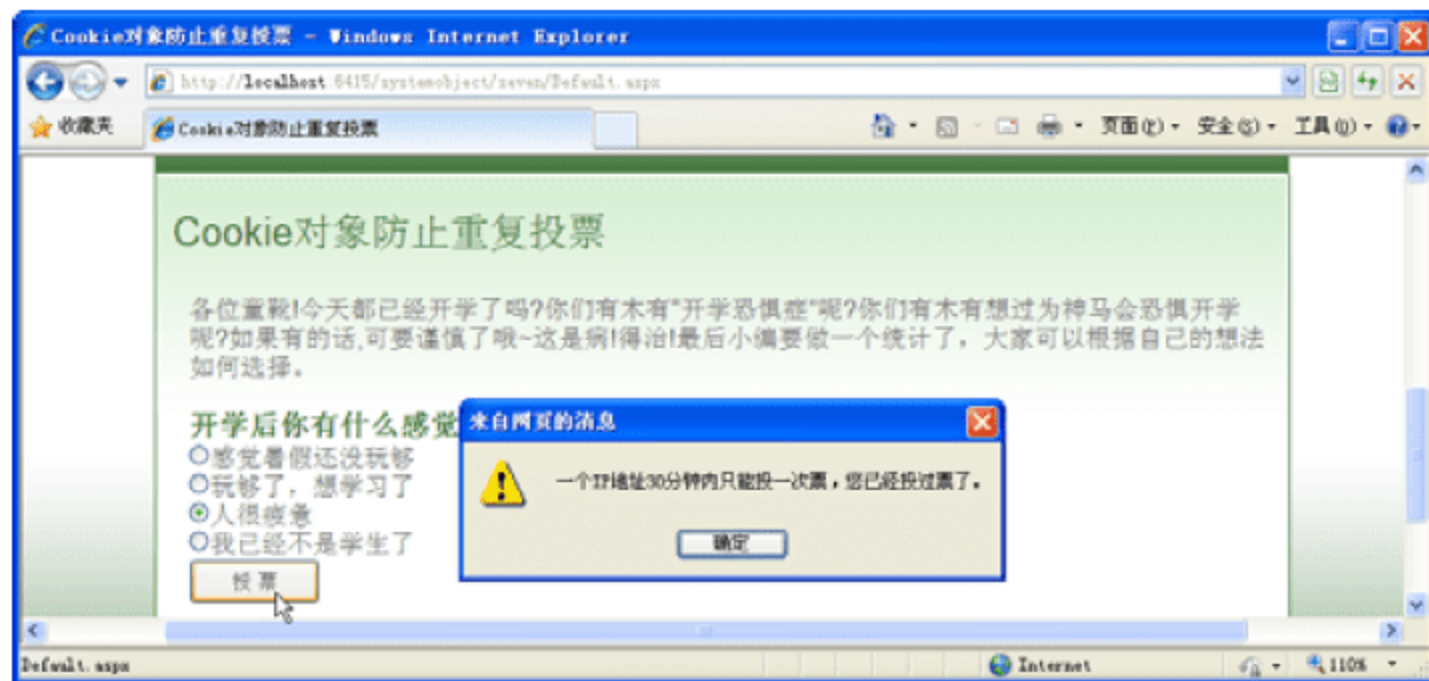 Cookie对象防止重复投票 - Windows Internet Explorer
http://localhost:6415/systemobject/seven/Default.aspx
收藏夹
Cookie对象防止重复投票
页面(P)
安全(S)
工具(O)
Cookie对象防止重复投票
各位童靴!今天都已经开学了吗?你们有木有"开学恐惧症"呢?你们有木有想过为神马会恐惧开学
呢?如果有的话,可要谨慎了哦~这是病!得治!最后小编要做一个统计了，大家可以根据自己的想法
如何选择。
开学后你有什么感觉
感觉暑假还没玩够
玩够了，想学习了
人很疲惫
我已经不是学生了
投 票
来自网页的消息
一个IP地址30分钟内只能投一次票，您已经投过票了。
确定
Default.aspx
Internet
110%